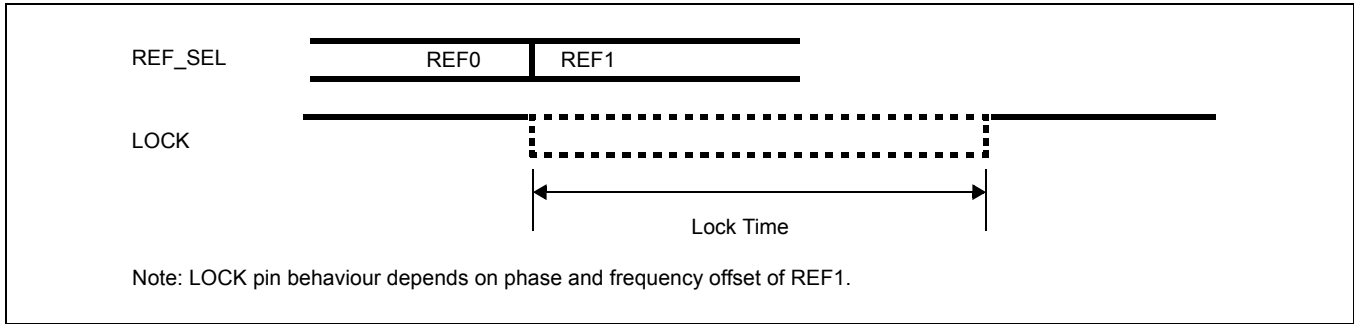 REF_SEL
REF0
REF1
LOCK
Lock Time
Note: LOCK pin behaviour depends on phase and frequency offset of REF1.